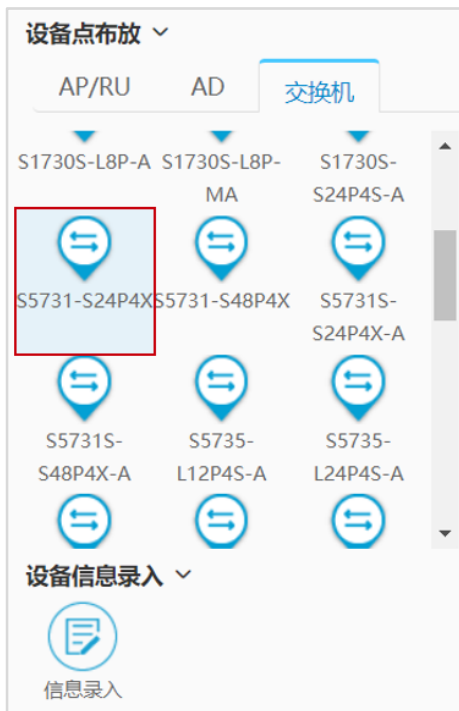 设备点布放
AP/RU AD 交换机
S1730S-L8P-A S1730S-L8P- S1730S-
MA S24P4S-A
S5731-S24P4X S5731-S48P4X S5731S-
S24P4X-A
S5731S- S5735- S5735-
S48P4X-A L12P4S-A L24P4S-A
设备信息录入
信息录入